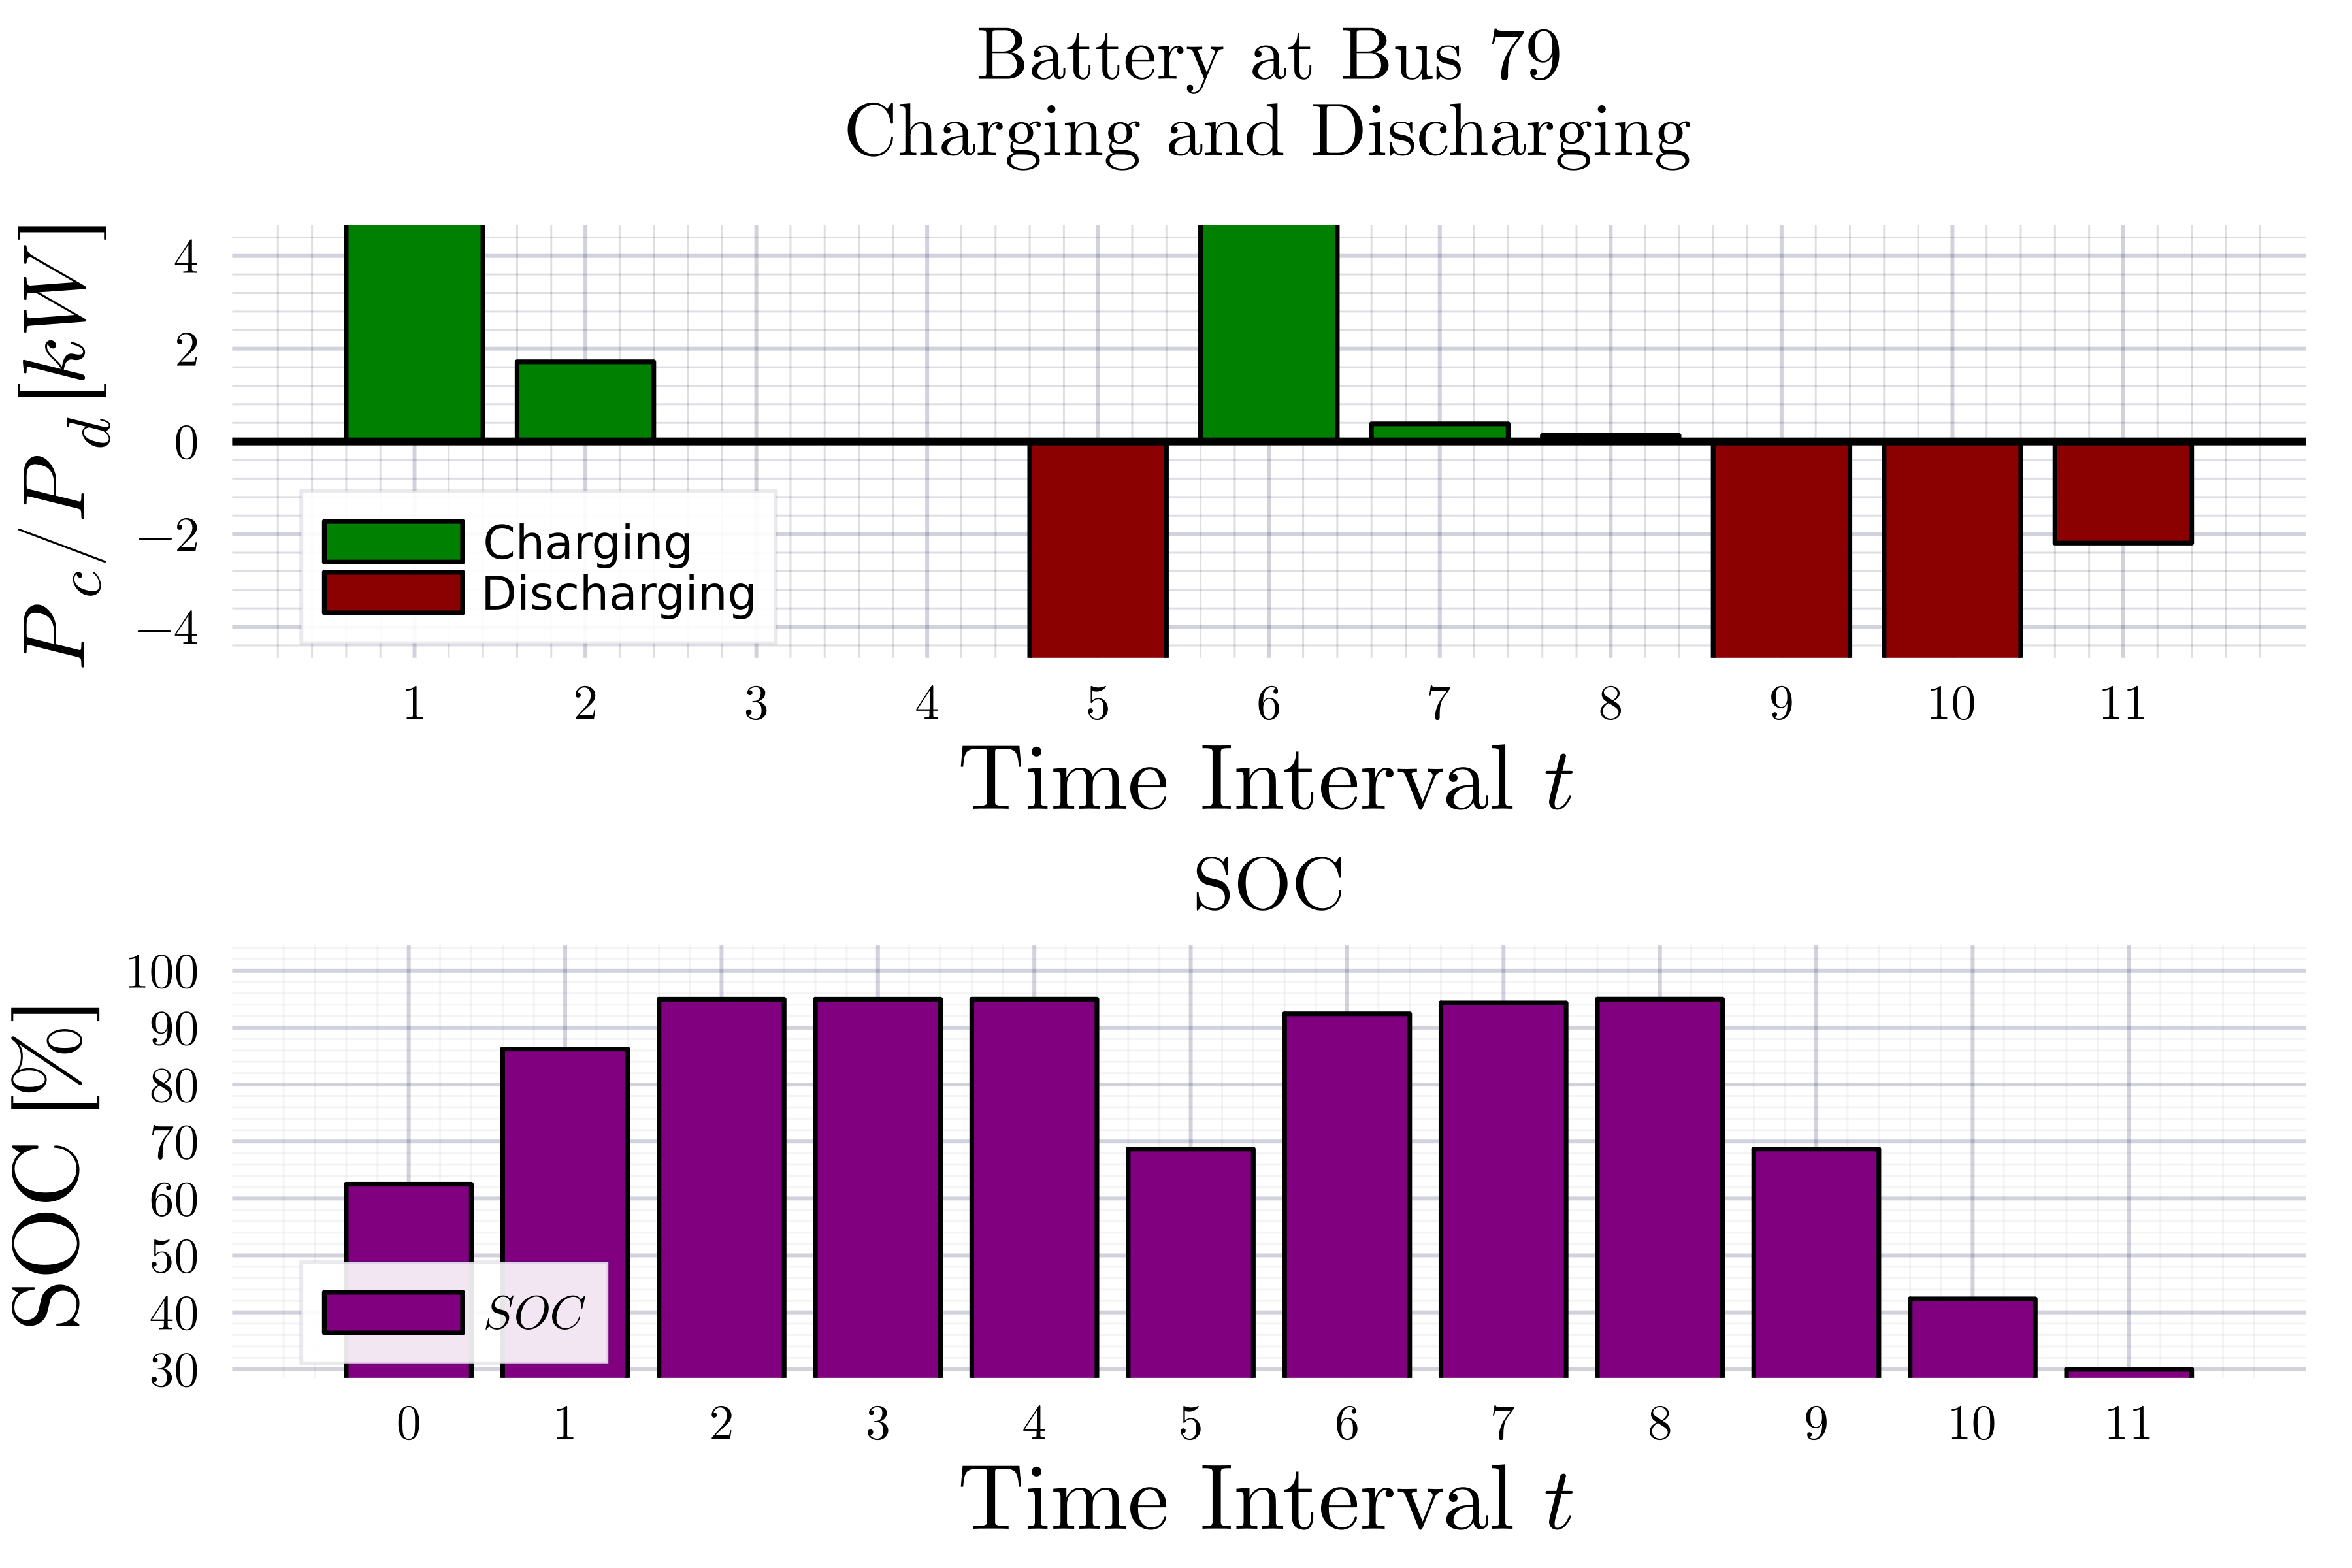 Battery at Bus 79
Charging and Discharging
P_c/P_d [kW]
4
2
0
−2
−4
Charging
Discharging
1 2 3 4 5 6 7 8 9 10 11
Time Interval t
SOC
SOC [%]
100
90
80
70
60
50
40
30
SOC
0 1 2 3 4 5 6 7 8 9 10 11
Time Interval t